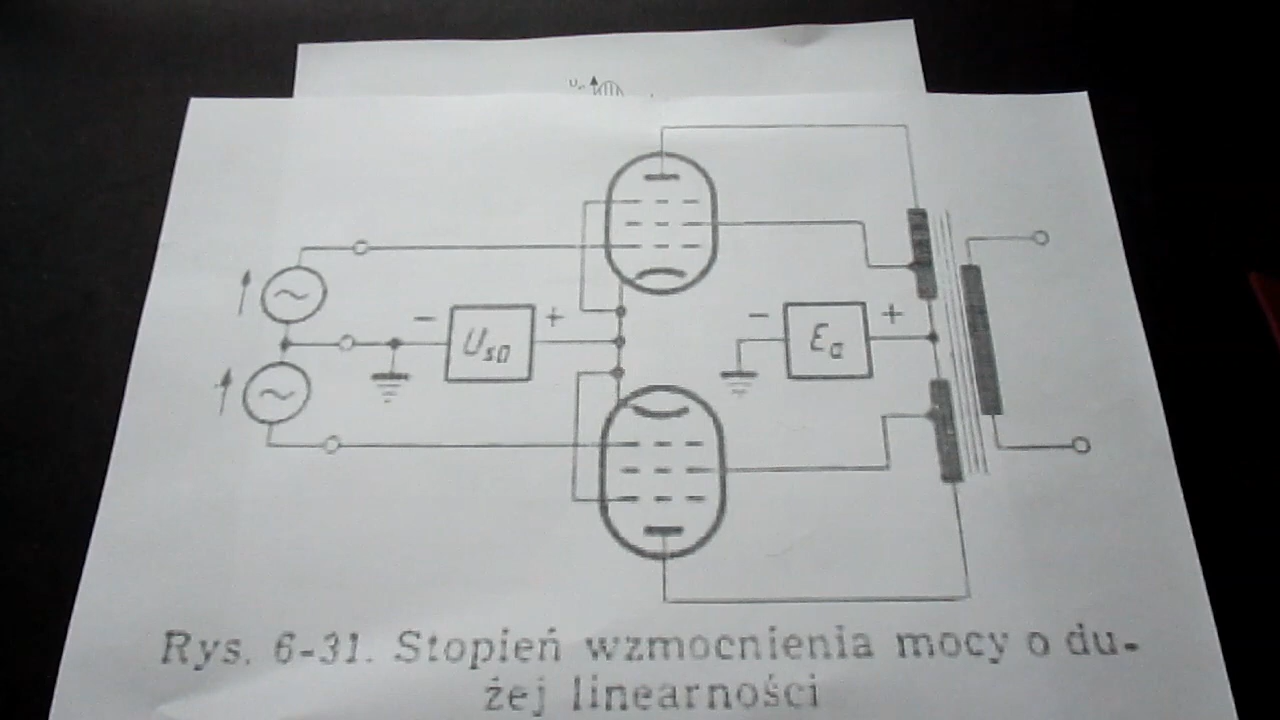 − U_s0 +
− E_a +
Rys. 6-31. Stopień wzmocnienia mocy o du-
żej linearności